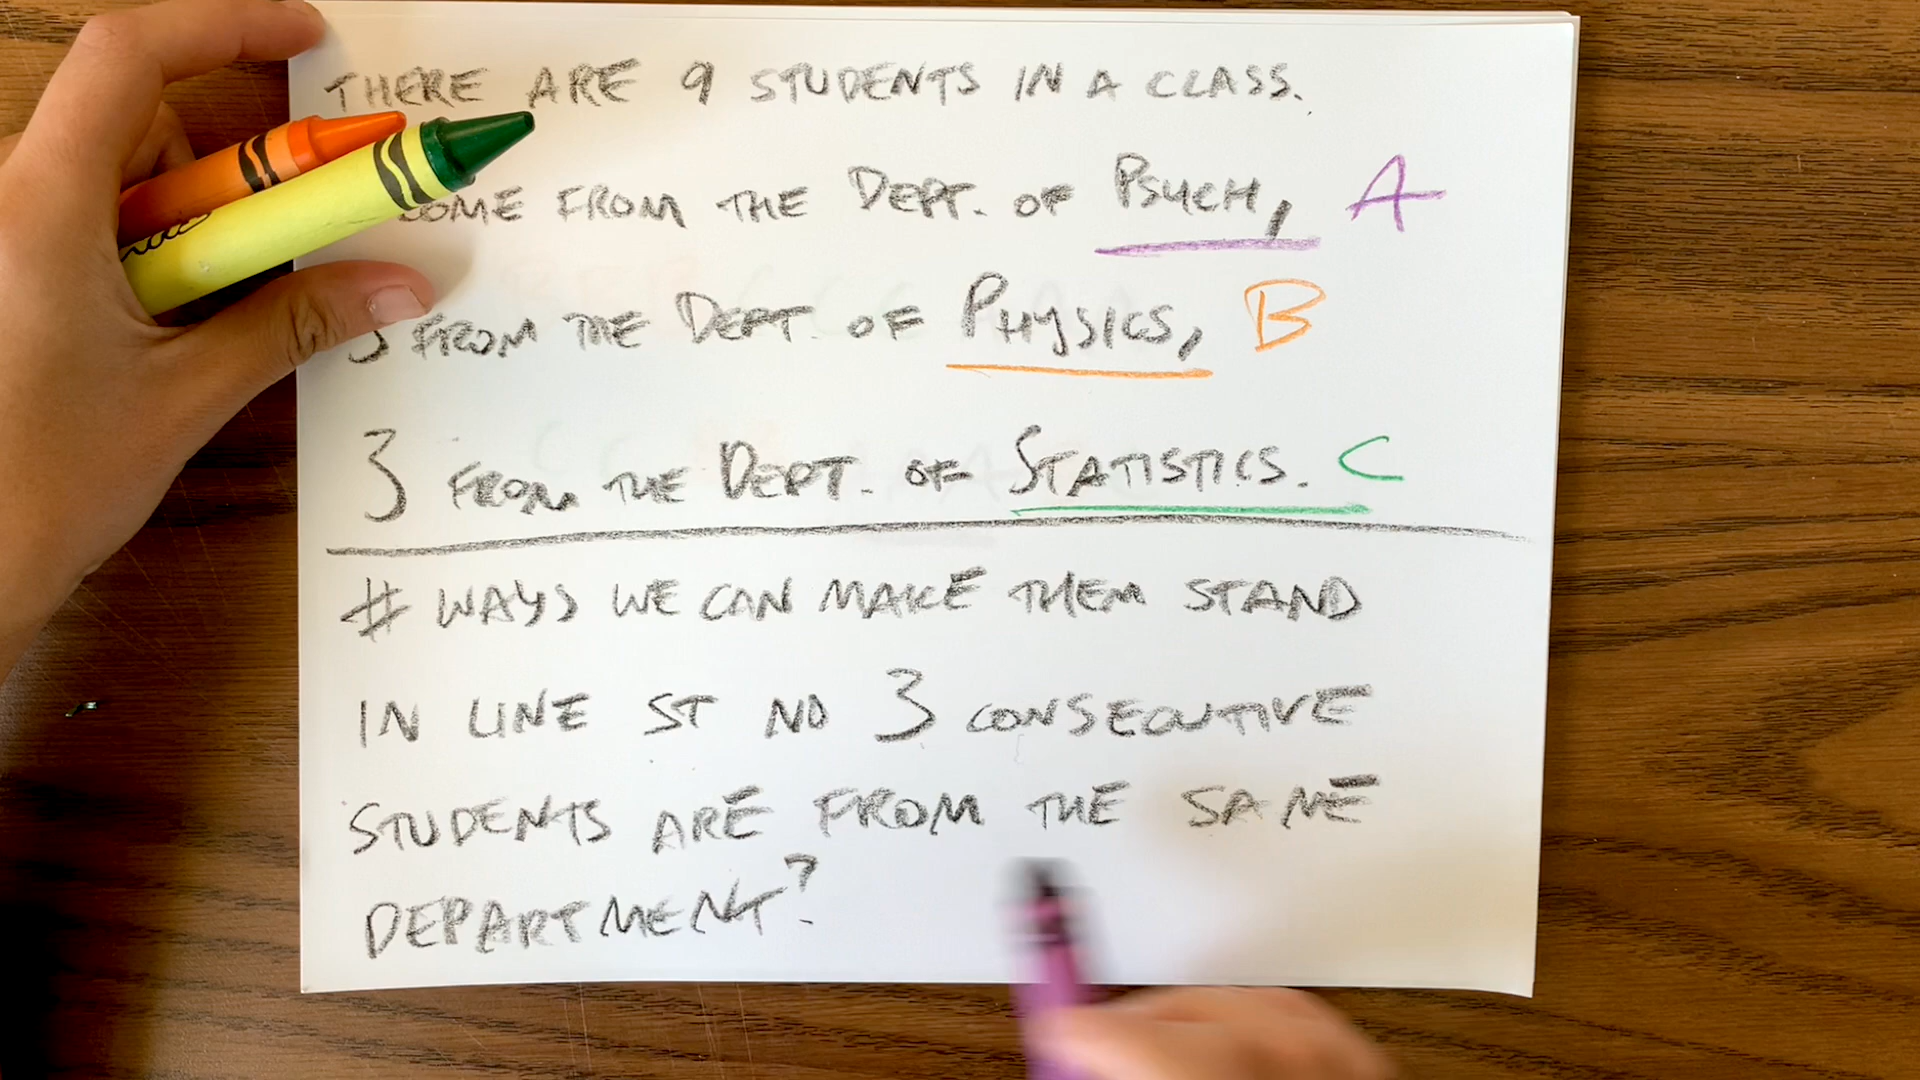 THERE ARE 9 STUDENTS IN A CLASS.
COME FROM THE DEPT. OF PSYCH, A
3 FROM THE DEPT. OF PHYSICS, B
3 FROM THE DEPT. OF STATISTICS. C
# WAYS WE CAN MAKE THEM STAND
IN LINE ST NO 3 CONSECUTIVE
STUDENTS ARE FROM THE SAME
DEPARTMENT?